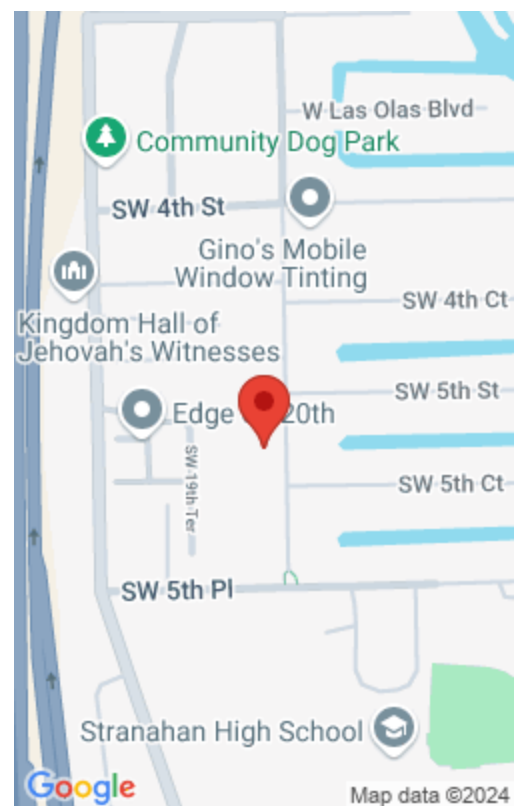 W Las Olas Blvd
Community Dog Park
SW 4th St
Gino's Mobile
Window Tinting
SW 4th Ct
Kingdom Hall of
Jehovah's Witnesses
SW 5th St
Edge 20th
SW 19th Ter
SW 5th Ct
SW 5th Pl
Stranahan High School
Google
Map data ©2024